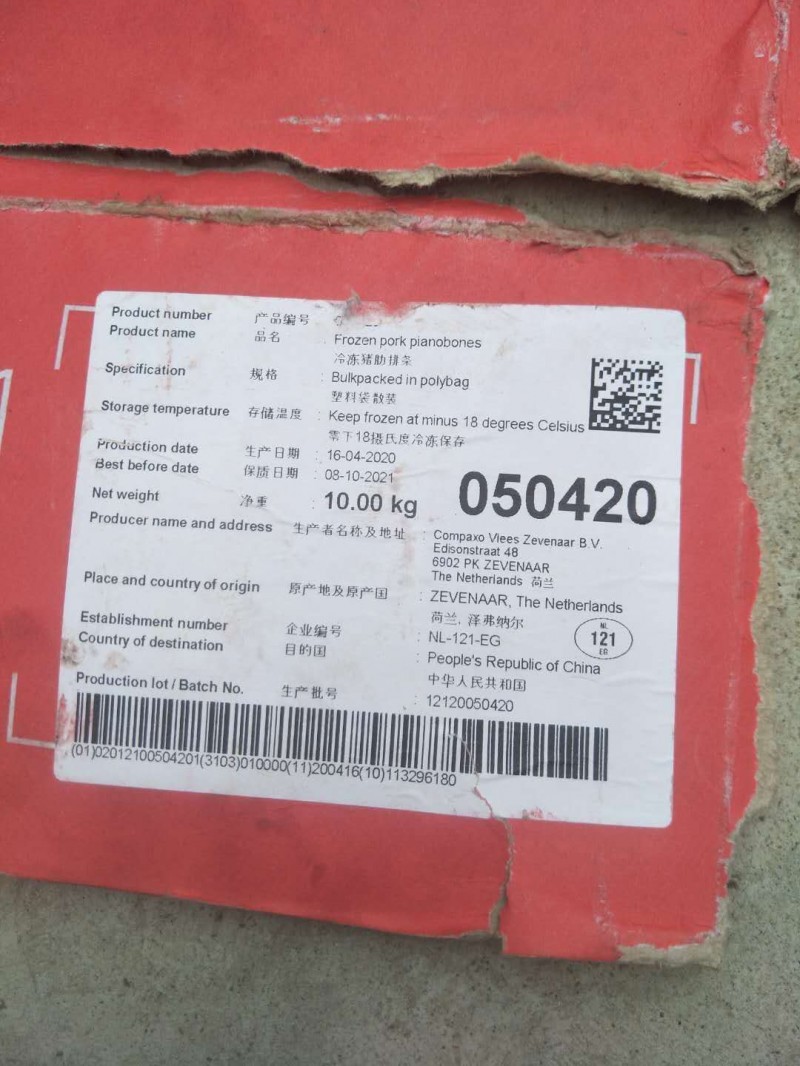 Product number 产品编号
Product name 品名 : Frozen pork pianobones
冷冻猪肋排条
Specification 规格 : Bulkpacked in polybag
塑料袋散装
Storage temperature 存储温度 : Keep frozen at minus 18 degrees Celsius
零下18摄氏度冷冻保存
Production date 生产日期 : 16-04-2020
Best before date 保质日期 : 08-10-2021
Net weight 净重 : 10.00 kg 050420
Producer name and address 生产者名称及地址 : Compaxo Vlees Zevenaar B.V.
Edisonstraat 48
6902 PK ZEVENAAR
The Netherlands 荷兰
Place and country of origin 原产地及原产国 : ZEVENAAR, The Netherlands
荷兰, 泽弗纳尔
Establishment number 企业编号 : NL-121-EG
NL
121
EG
Country of destination 目的国 : People's Republic of China
中华人民共和国
Production lot / Batch No. 生产批号 : 12120050420
(01)02012100504201(3103)010000(11)200416(10)113296180